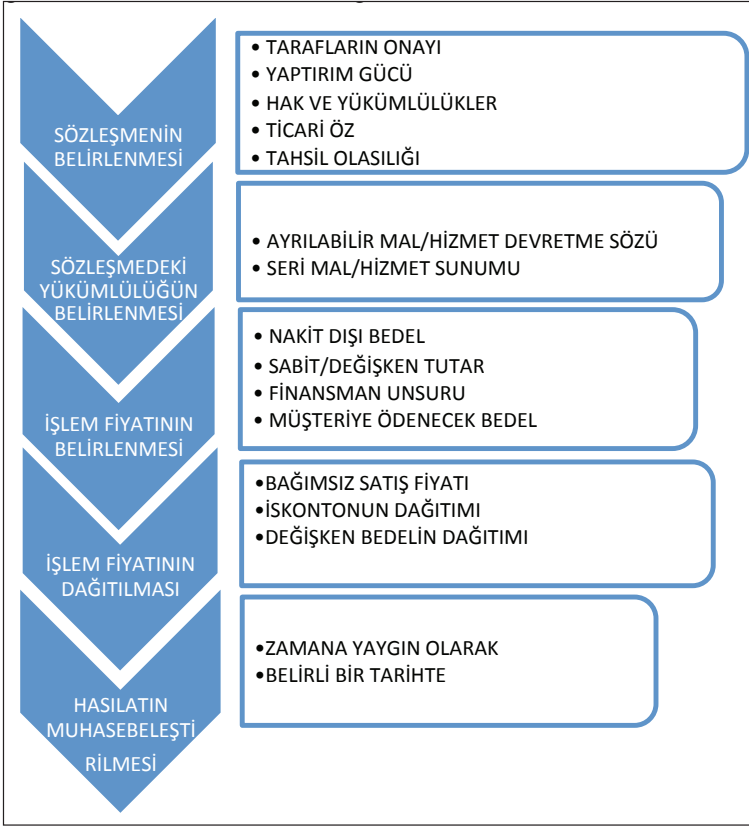 SÖZLEŞMENİN
BELİRLENMESİ
• TARAFLARIN ONAYI
• YAPTIRIM GÜCÜ
• HAK VE YÜKÜMLÜLÜKLER
• TİCARİ ÖZ
• TAHSİL OLASILIĞI
SÖZLEŞMEDEKİ
YÜKÜMLÜLÜĞÜN
BELİRLENMESİ
• AYRILABİLİR MAL/HİZMET DEVRETME SÖZÜ
• SERİ MAL/HİZMET SUNUMU
İŞLEM FİYATININ
BELİRLENMESİ
• NAKİT DIŞI BEDEL
• SABİT/DEĞİŞKEN TUTAR
• FİNANSMAN UNSURU
• MÜŞTERİYE ÖDENECEK BEDEL
İŞLEM FİYATININ
DAĞITILMASI
•BAĞIMSIZ SATIŞ FİYATI
•İSKONTONUN DAĞITIMI
•DEĞİŞKEN BEDELİN DAĞITIMI
HASILATIN
MUHASEBELEŞTİ
RİLMESİ
•ZAMANA YAYGIN OLARAK
•BELİRLİ BİR TARİHTE